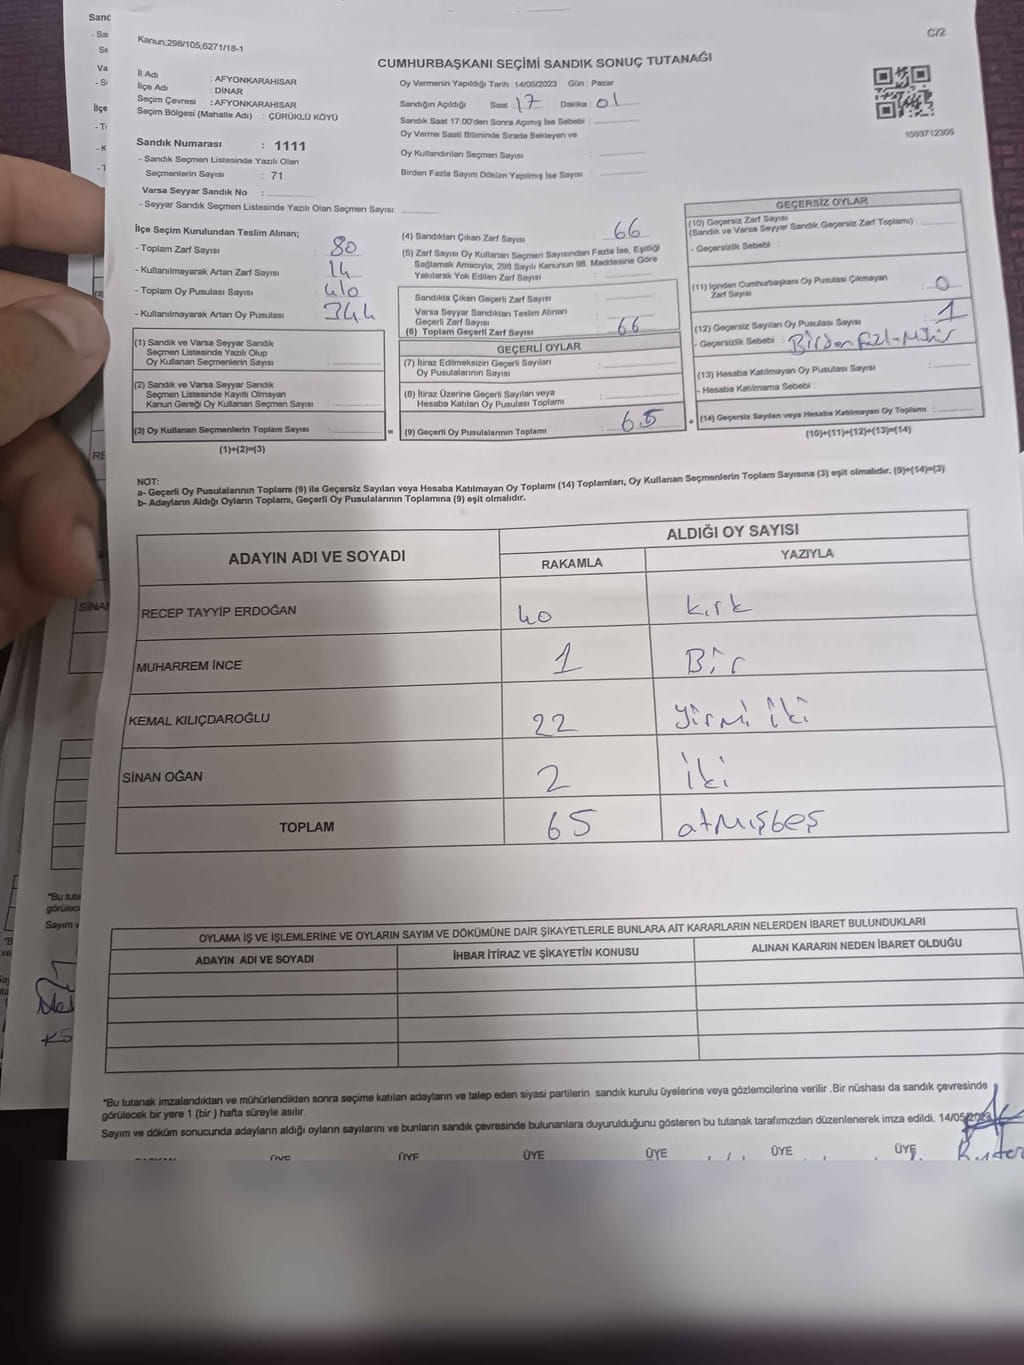 Kanun;298/105;6271/18-1
C/2
CUMHURBAŞKANI SEÇİMİ SANDIK SONUÇ TUTANAĞI
İl Adı : AFYONKARAHİSAR
İlçe Adı : DİNAR
Seçim Çevresi : AFYONKARAHİSAR
Seçim Bölgesi (Mahalle Adı) : ÇÜRÜKLÜ KÖYÜ
Oy Vermenin Yapıldığı Tarih : 14/05/2023 Gün : Pazar
Sandığın Açıldığı Saat : 17 Dakika : 01
Sandık Saat 17:00'den Sonra Açımış İse Sebebi :
Oy Verme Saati Bitiminde Sırada Bekleyen ve
Oy Kullandırılan Seçmen Sayısı :
Birden Fazla Sayım Döküm Yapılmış İse Sayısı :
1093712305
Sandık Numarası : 1111
- Sandık Seçmen Listesinde Yazılı Olan
Seçmenlerin Sayısı : 71
Varsa Seyyar Sandık No :
- Seyyar Sandık Seçmen Listesinde Yazılı Olan Seçmen Sayısı:
İlçe Seçim Kurulundan Teslim Alınan;
- Toplam Zarf Sayısı : 80
- Kullanılmayarak Artan Zarf Sayısı : 14
- Toplam Oy Pusulası Sayısı : 410
- Kullanılmayarak Artan Oy Pusulası : 344
(1) Sandık ve Varsa Seyyar Sandık
Seçmen Listesinde Yazılı Olup
Oy Kullanan Seçmenlerin Sayısı :
(2) Sandık ve Varsa Seyyar Sandık
Seçmen Listesinde Kayıtlı Olmayan
Kanun Gereği Oy Kullanan Seçmen Sayısı :
(3) Oy Kullanan Seçmenlerin Toplam Sayısı :
(1)+(2)=(3)
(4) Sandıktan Çıkan Zarf Sayısı : 66
(5) Zarf Sayısı Oy Kullanan Seçmen Sayısından Fazla İse, Eşitliği
Sağlamak Amacıyla, 298 Sayılı Kanunun 98. Maddesine Göre
Yakılarak Yok Edilen Zarf Sayısı :
Sandıkta Çıkan Geçerli Zarf Sayısı :
Varsa Seyyar Sandıktan Teslim Alınan
Geçerli Zarf Sayısı :
(6) Toplam Geçerli Zarf Sayısı : 66
GEÇERLİ OYLAR
(7) İtiraz Edilmeksizin Geçerli Sayılan
Oy Pusulalarının Sayısı :
(8) İtiraz Üzerine Geçerli Sayılan veya
Hesaba Katılan Oy Pusulası Toplamı :
= (9) Geçerli Oy Pusulalarının Toplamı : 65 +
GEÇERSİZ OYLAR
(10) Geçersiz Zarf Sayısı
(Sandık ve Varsa Seyyar Sandık Geçersiz Zarf Toplamı) :
- Geçersizlik Sebebi :
(11) İçinden Cumhurbaşkanı Oy Pusulası Çıkmayan
Zarf Sayısı : 0
(12) Geçersiz Sayılan Oy Pusulası Sayısı : 1
- Geçersizlik Sebebi : Birden
(13) Hesaba Katılmayan Oy Pusulası Sayısı :
- Hesaba Katılmama Sebebi :
(14) Geçersiz Sayılan veya Hesaba Katılmayan Oy Toplamı :
(10)+(11)+(12)+(13)=(14)
NOT:
a- Geçerli Oy Pusulalarının Toplamı (9) ile Geçersiz Sayılan veya Hesaba Katılmayan Oy Toplamı (14) Toplamları, Oy Kullanan Seçmenlerin Toplam Sayısına (3) eşit olmalıdır. (9)+(14)=(3)
b- Adayların Aldığı Oyların Toplamı, Geçerli Oy Pusulalarının Toplamına (9) eşit olmalıdır.
ADAYIN ADI VE SOYADI
ALDIĞI OY SAYISI
RAKAMLA YAZIYLA
RECEP TAYYİP ERDOĞAN 40 kırk
MUHARREM İNCE 1 Bir
KEMAL KILIÇDAROĞLU 22 Yirmi iki
SİNAN OĞAN 2 iki
TOPLAM 65 atmışbeş
OYLAMA İŞ VE İŞLEMLERİNE VE OYLARIN SAYIM VE DÖKÜMÜNE DAİR ŞİKAYETLERLE BUNLARA AİT KARARLARIN NELERDEN İBARET BULUNDUKLARI
ADAYIN ADI VE SOYADI İHBAR İTİRAZ VE ŞİKAYETİN KONUSU ALINAN KARARIN NEDEN İBARET OLDUĞU
*Bu tutanak imzalandıktan ve mühürlendikten sonra seçime katılan adayların ve talep eden siyasi partilerin sandık kurulu üyelerine veya gözlemcilerine verilir .Bir nüshası da sandık çevresinde
görülecek bir yere 1 (bir ) hafta süreyle asılır.
Sayım ve döküm sonucunda adayların aldığı oyların sayılarını ve bunların sandık çevresinde bulunanlara duyurulduğunu gösteren bu tutanak tarafımızdan düzenlenerek imza edildi. 14/05/2023
ÜYE ÜYE ÜYE ÜYE ÜYE ÜYE